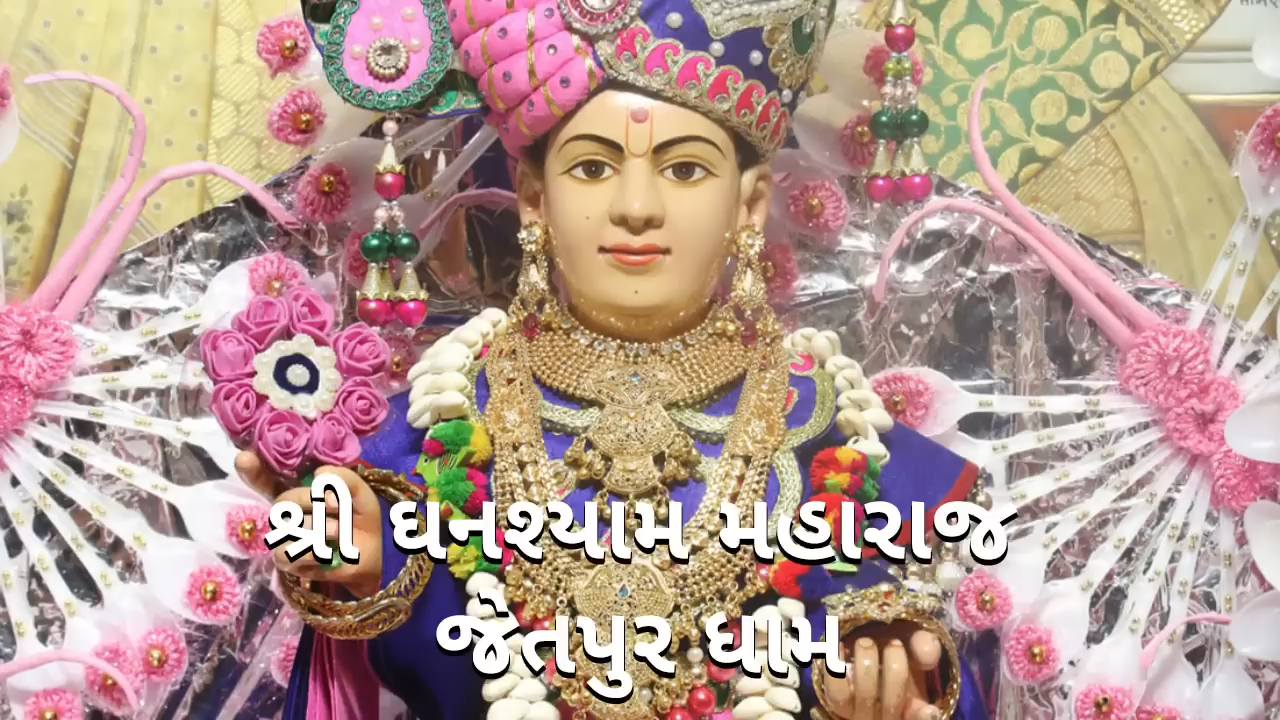 શ્રી ઘનશ્યામ મહારાજ
જેતપુર ધામ